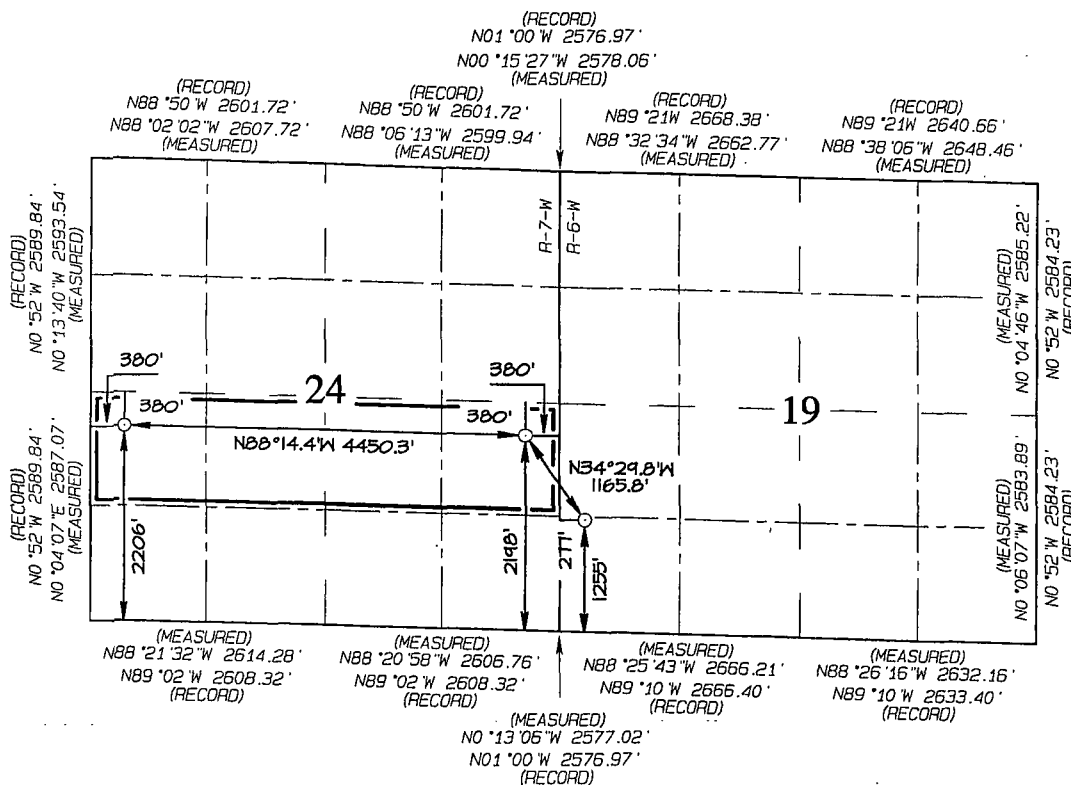 (RECORD)
N01 °00'W 2576.97'
N00 °15'27"W 2578.06'
(MEASURED)
(RECORD)
N88 °50'W 2601.72'
N88 °02'02"W 2607.72'
(MEASURED)
(RECORD)
N88 °50'W 2601.72'
N88 °06'13"W 2599.94'
(MEASURED)
(RECORD)
N89 °21W 2668.38'
N88 °32'34"W 2662.77'
(MEASURED)
(RECORD)
N89 °21W 2640.66'
N88 °38'06"W 2648.46'
(MEASURED)
(RECORD)
N0 °52'W 2589.84'
N0 °13'40"W 2593.54'
(MEASURED)
R-7-W
R-6-W
(MEASURED)
N0 °04'46"W 2585.22'
N0 °52'W 2584.23'
(RECORD)
380'
24
380'
19
380'
380'
N88°14.4'W 4450.3'
N34°29.8'W
1165.8'
(RECORD)
N0 °52'W 2589.84'
N0 °04'07"E 2587.07'
(MEASURED)
2206'
2198'
277'
1255'
(MEASURED)
N0 °06'07"W 2583.89'
N0 °52'W 2584.23'
(RECORD)
(MEASURED)
N88 °21'32"W 2614.28'
N89 °02'W 2608.32'
(RECORD)
(MEASURED)
N88 °20'58"W 2606.76'
N89 °02'W 2608.32'
(RECORD)
(MEASURED)
N88 °25'43"W 2666.21'
N89 °10'W 2666.40'
(RECORD)
(MEASURED)
N88 °26'16"W 2632.16'
N89 °10'W 2633.40'
(RECORD)
(MEASURED)
N0 °13'06"W 2577.02'
N01 °00'W 2576.97'
(RECORD)